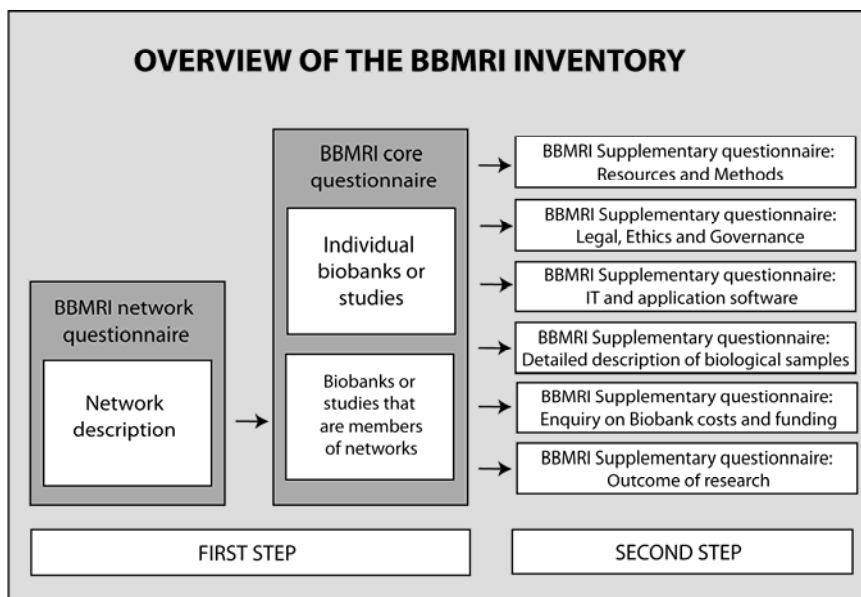 OVERVIEW OF THE BBMRI INVENTORY
BBMRI network
questionnaire
Network
description
BBMRI core
questionnaire
Individual
biobanks or
studies
Biobanks or
studies that
are members
of networks
BBMRI Supplementary questionnaire:
Resources and Methods
BBMRI Supplementary questionnaire:
Legal, Ethics and Governance
BBMRI Supplementary questionnaire:
IT and application software
BBMRI Supplementary questionnaire:
Detailed description of biological samples
BBMRI Supplementary questionnaire:
Enquiry on Biobank costs and funding
BBMRI Supplementary questionnaire:
Outcome of research
FIRST STEP
SECOND STEP